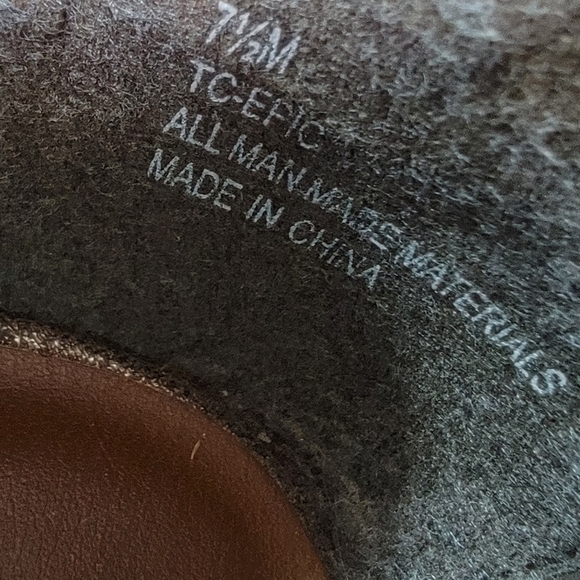 7½M
TC-EPIC
ALL MAN-MADE MATERIALS
MADE IN CHINA